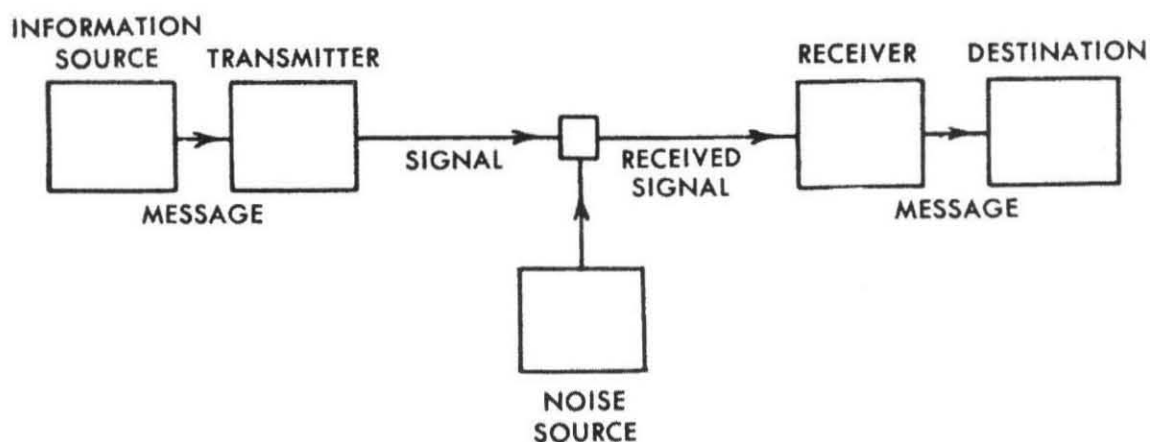 INFORMATION
SOURCE
TRANSMITTER
RECEIVER
DESTINATION
SIGNAL
RECEIVED
SIGNAL
MESSAGE
MESSAGE
NOISE
SOURCE